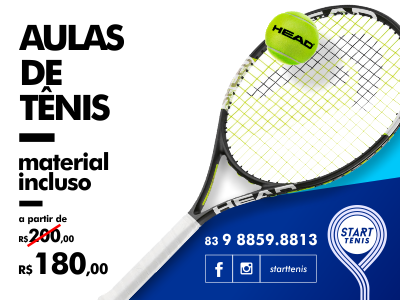 AULAS
DE
TÊNIS
material
incluso
a partir de
R$200,00
R$ 180,00
HEAD
HEAD
83 9 8859.8813
f
starttenis
START
TENIS